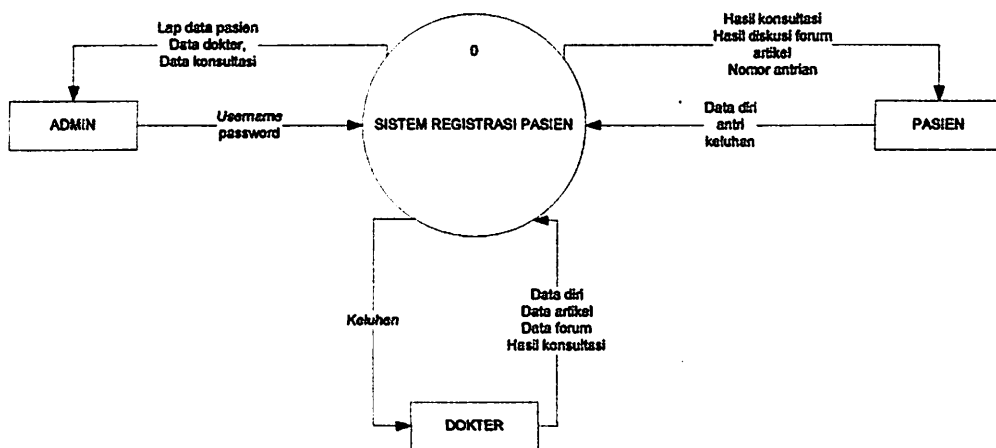 Lap data pasien
Data dokter,
Data konsultasi
0
Hasil konsultasi
Hasil diskusi forum
artikel
Nomor antrian
ADMIN
Username
password
SISTEM REGISTRASI PASIEN
Data diri
antri
keluhan
PASIEN
Keluhan
Data diri
Data artikel
Data forum
Hasil konsultasi
DOKTER